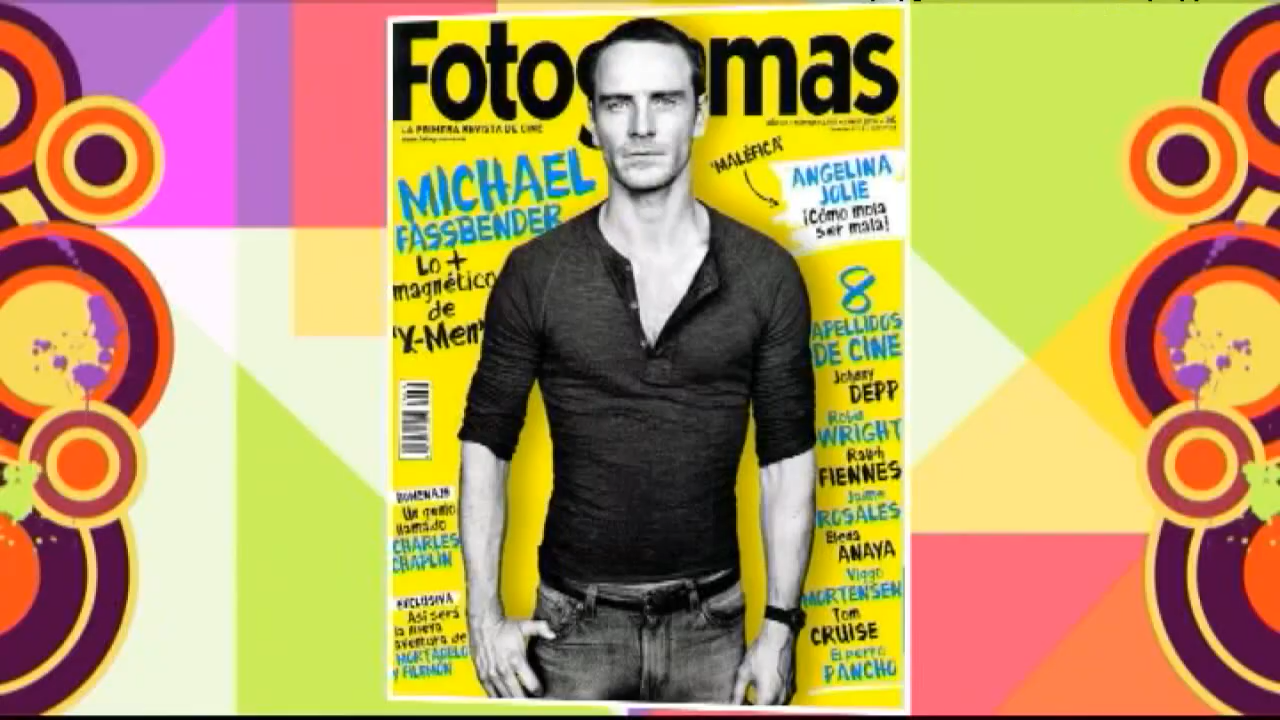 Fotogramas
LA PRIMERA REVISTA DE CINE
MICHAEL
FASSBENDER
Lo +
magnético
de
'X-Men'
'MALÉFICA'
ANGELINA
JOLIE
¡Cómo mola
ser mala!
8
APELLIDOS
DE CINE
Johnny
DEPP
Robin
WRIGHT
Ralph
FIENNES
Jaime
ROSALES
Elena
ANAYA
Viggo
MORTENSEN
Tom
CRUISE
El perro
PANCHO
HOMENAJE
Un genio
llamado
CHARLES
CHAPLIN
EXCLUSIVA
Así será
la nueva
aventura de
MORTADELO
Y FILEMÓN